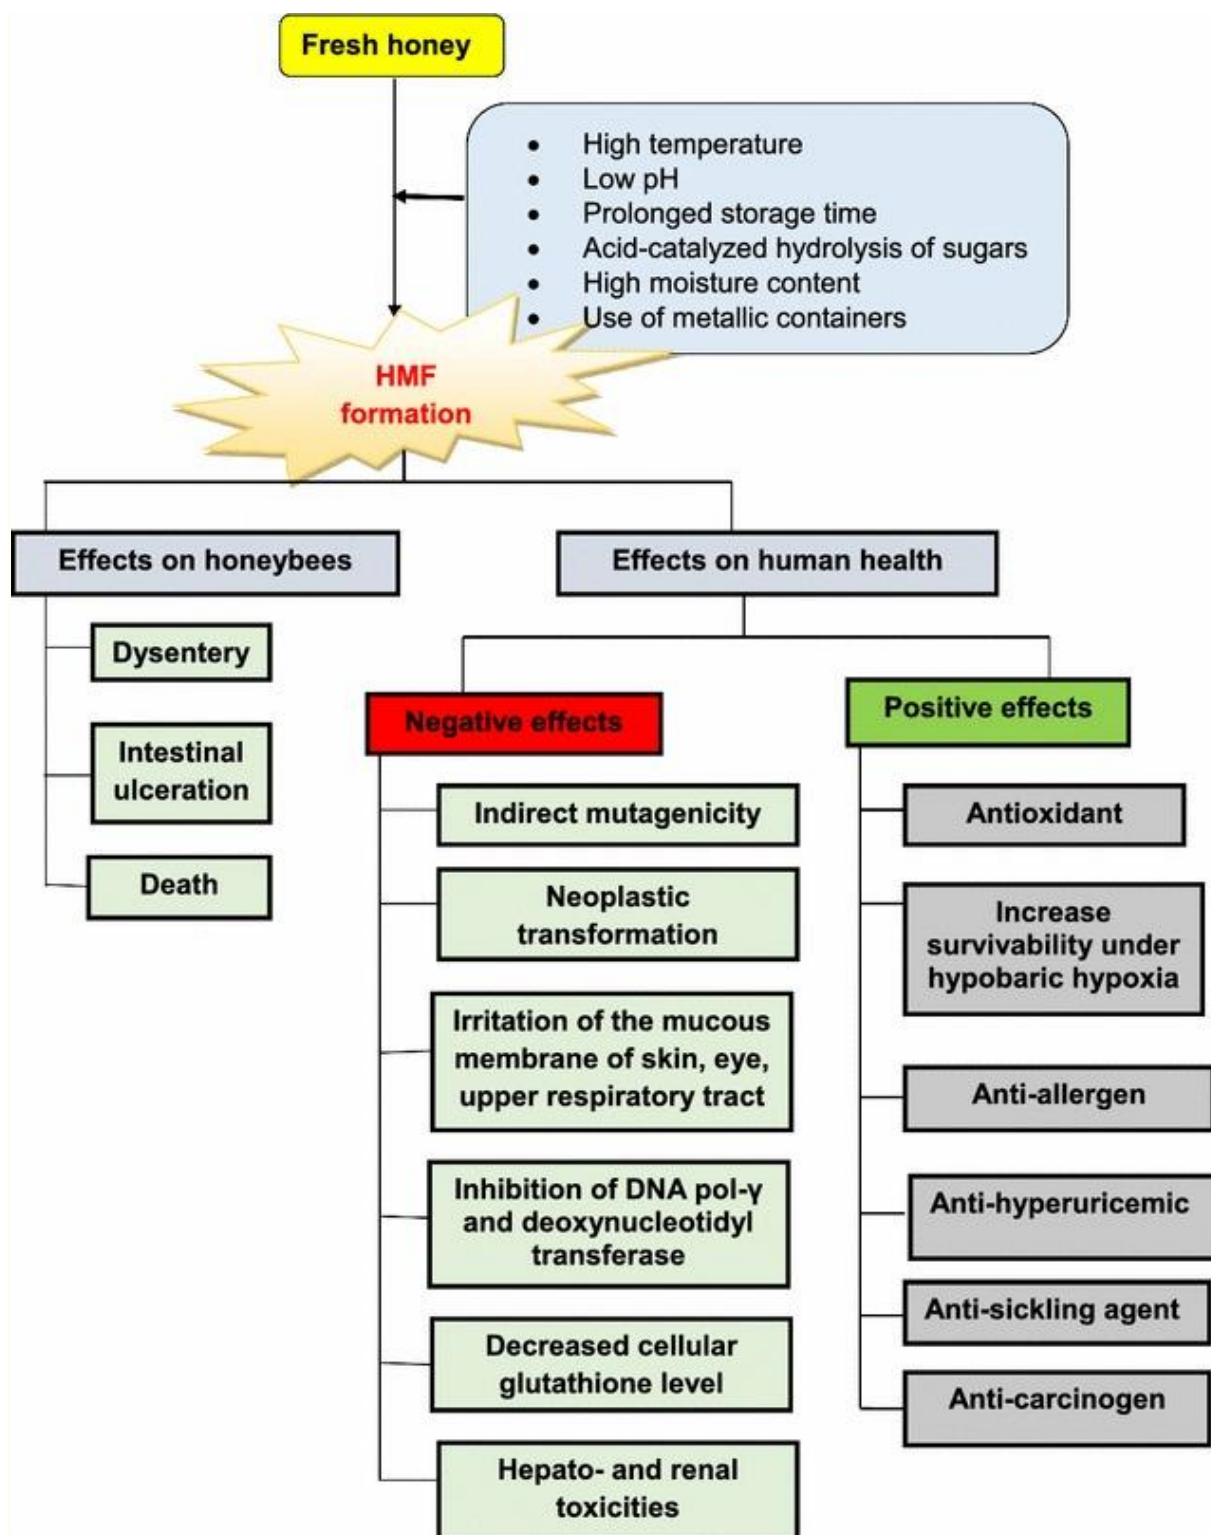 Fresh honey
• High temperature
• Low pH
• Prolonged storage time
• Acid-catalyzed hydrolysis of sugars
• High moisture content
• Use of metallic containers
HMF
formation
Effects on honeybees
Dysentery
Intestinal
ulceration
Death
Effects on human health
Negative effects
Indirect mutagenicity
Neoplastic
transformation
Irritation of the mucous
membrane of skin, eye,
upper respiratory tract
Inhibition of DNA pol-γ
and deoxynucleotidyl
transferase
Decreased cellular
glutathione level
Hepato- and renal
toxicities
Positive effects
Antioxidant
Increase
survivability under
hypobaric hypoxia
Anti-allergen
Anti-hyperuricemic
Anti-sickling agent
Anti-carcinogen